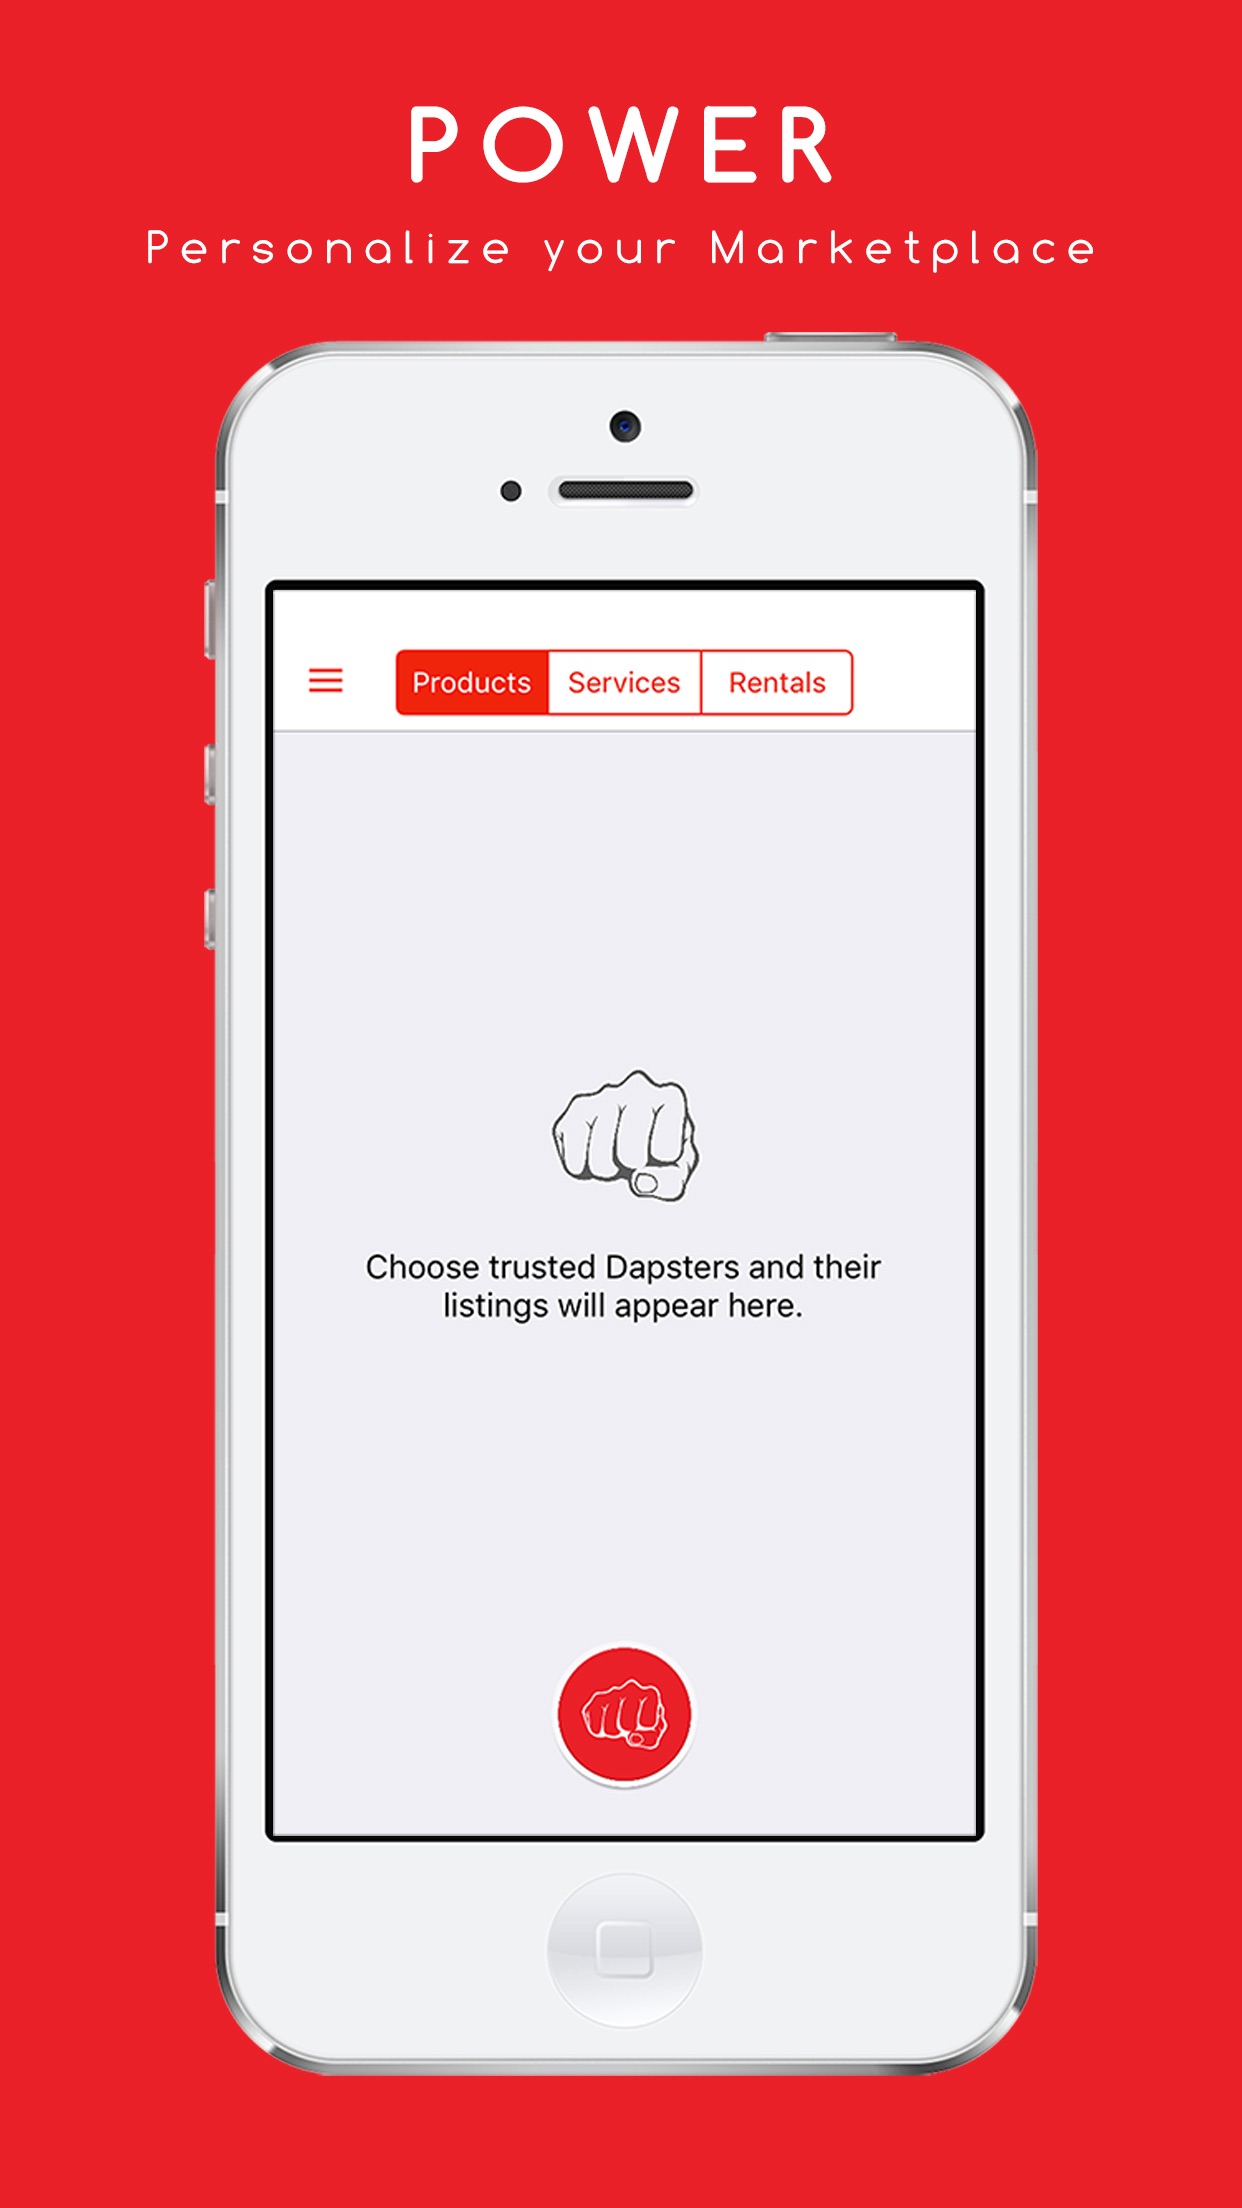 POWER
Personalize your Marketplace
Products Services Rentals
Choose trusted Dapsters and their
listings will appear here.